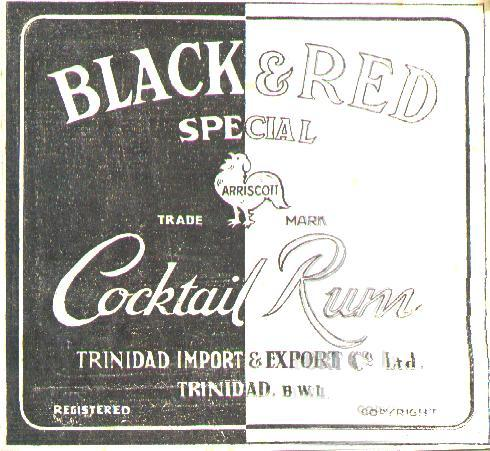 BLACK & RED
SPECIAL
ARRISCOTT
TRADE MARK
Cocktail Rum
TRINIDAD IMPORT & EXPORT Co. Ltd.
TRINIDAD. B.W.I.
REGISTERED COPYRIGHT